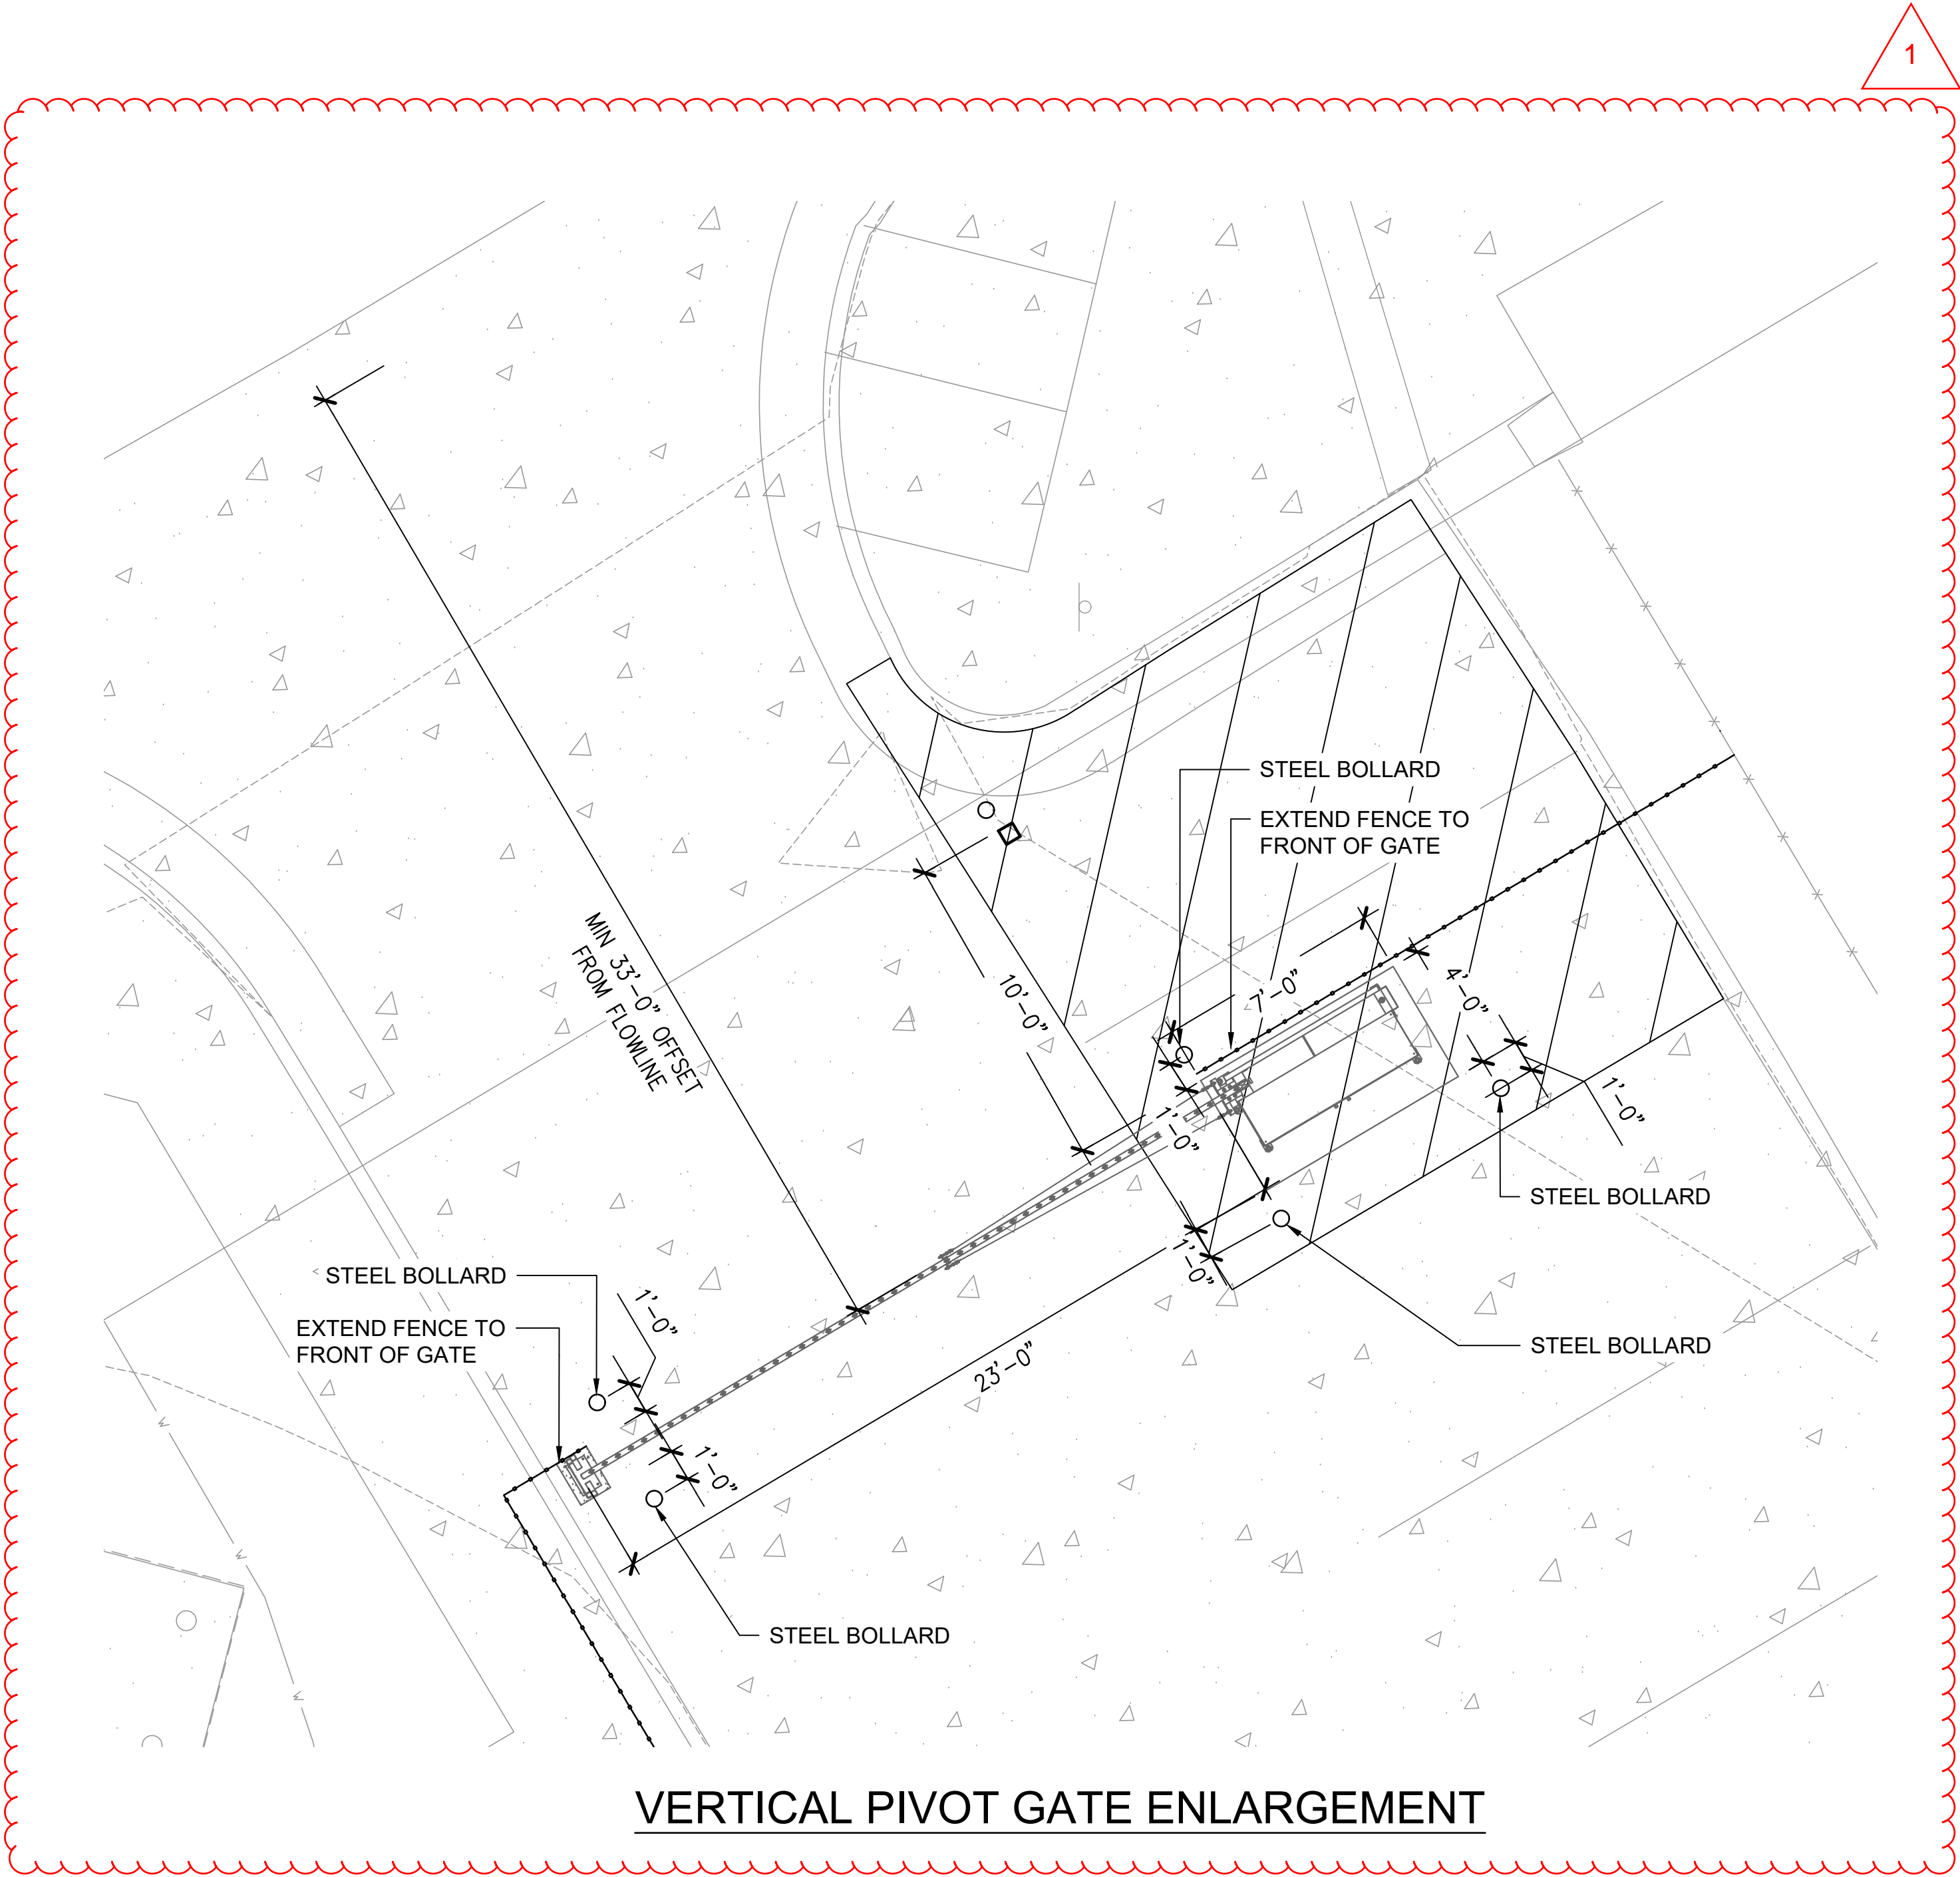 1
STEEL BOLLARD
EXTEND FENCE TO
FRONT OF GATE
MIN 33'-0" OFFSET
FROM FLOWLINE
10'-0"
7'-0"
4'-0"
1'-0"
1'-0"
STEEL BOLLARD
1'-0"
STEEL BOLLARD
STEEL BOLLARD
1'-0"
EXTEND FENCE TO
FRONT OF GATE
23'-0"
1'-0"
STEEL BOLLARD
VERTICAL PIVOT GATE ENLARGEMENT